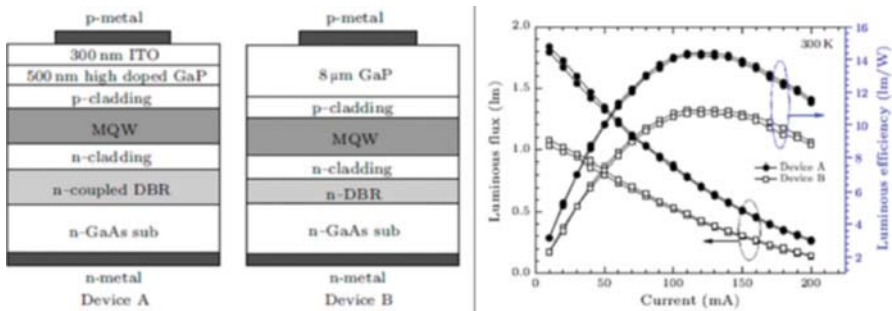 p-metal
300 nm ITO
500 nm high doped GaP
p-cladding
MQW
n-cladding
n-coupled DBR
n-GaAs sub
n-metal
Device A
p-metal
8 μm GaP
p-cladding
MQW
n-cladding
n-DBR
n-GaAs sub
n-metal
Device B
300 K
2.0
1.5
1.0
0.5
0.0
Luminous flux (lm)
16
14
12
10
8
6
4
2
Luminous efficiency (lm/W)
Device A
Device B
0 50 100 150 200
Current (mA)